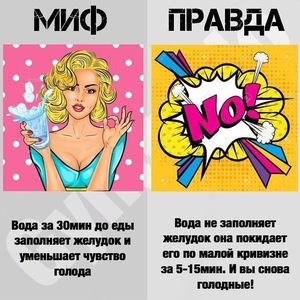 МИФ
ПРАВДА
NO!
Вода за 30мин до еды
заполняет желудок и
уменьшает чувство
голода
Вода не заполняет
желудок она покидает
его по малой кривизне
за 5-15мин. И вы снова
голодные!